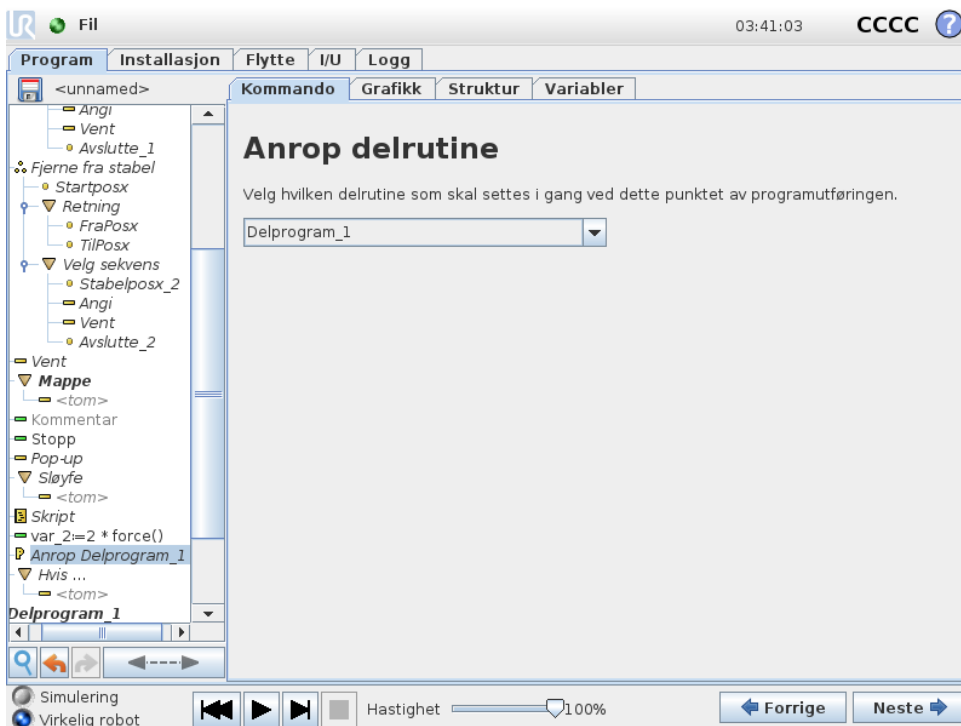 UR Fil 03:41:03 CCCC ?
Program Installasjon Flytte I/U Logg
<unnamed>
Kommando Grafikk Struktur Variabler
Angi
Vent
Avslutte_1
Fjerne fra stabel
Startposx
Retning
FraPosx
TilPosx
Velg sekvens
Stabelposx_2
Angi
Vent
Avslutte_2
Vent
Mappe
<tom>
Kommentar
Stopp
Pop-up
Sløyfe
<tom>
Skript
var_2:=2 * force()
Anrop Delprogram_1
Hvis ...
<tom>
Delprogram_1
Anrop delrutine
Velg hvilken delrutine som skal settes i gang ved dette punktet av programutføringen.
Delprogram_1
Simulering
Virkelig robot
Hastighet 100%
Forrige Neste